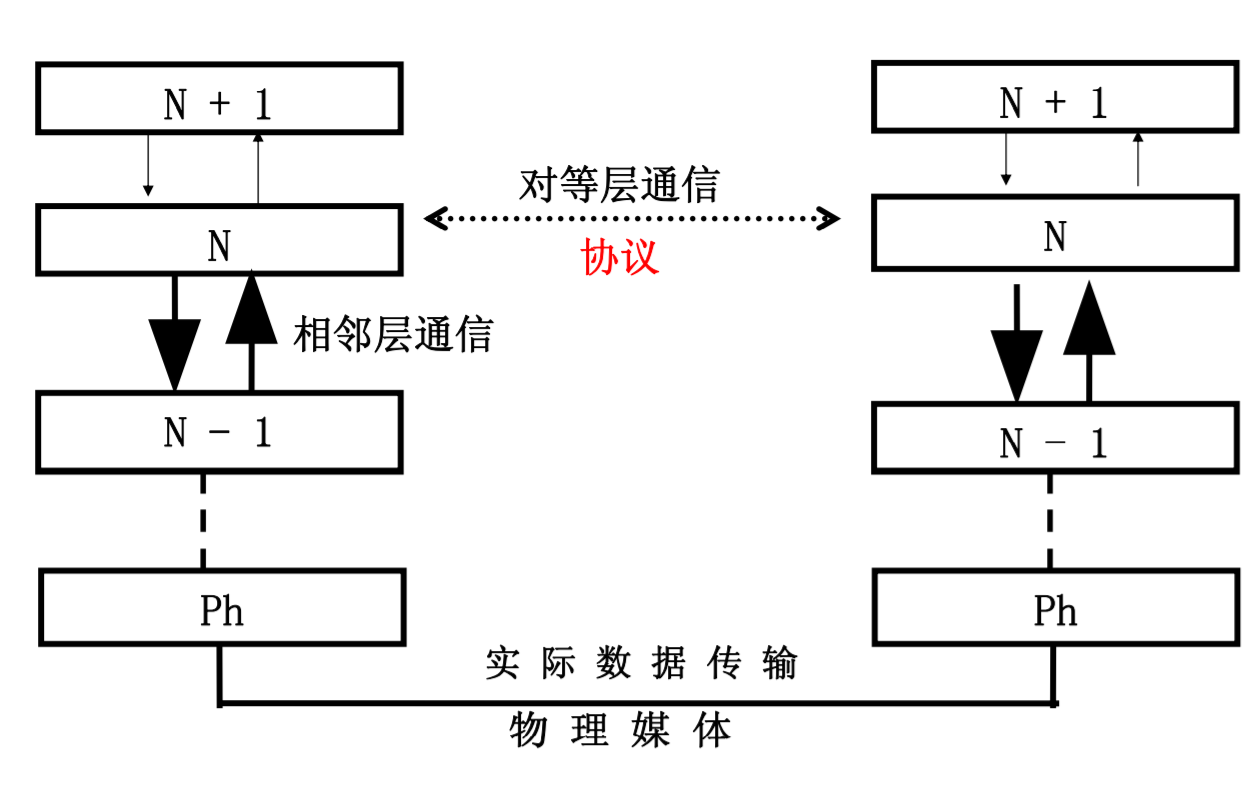 N + 1
N + 1
对等层通信
N
协议
N
相邻层通信
N - 1
N - 1
Ph
Ph
实 际 数 据 传 输
物 理 媒 体